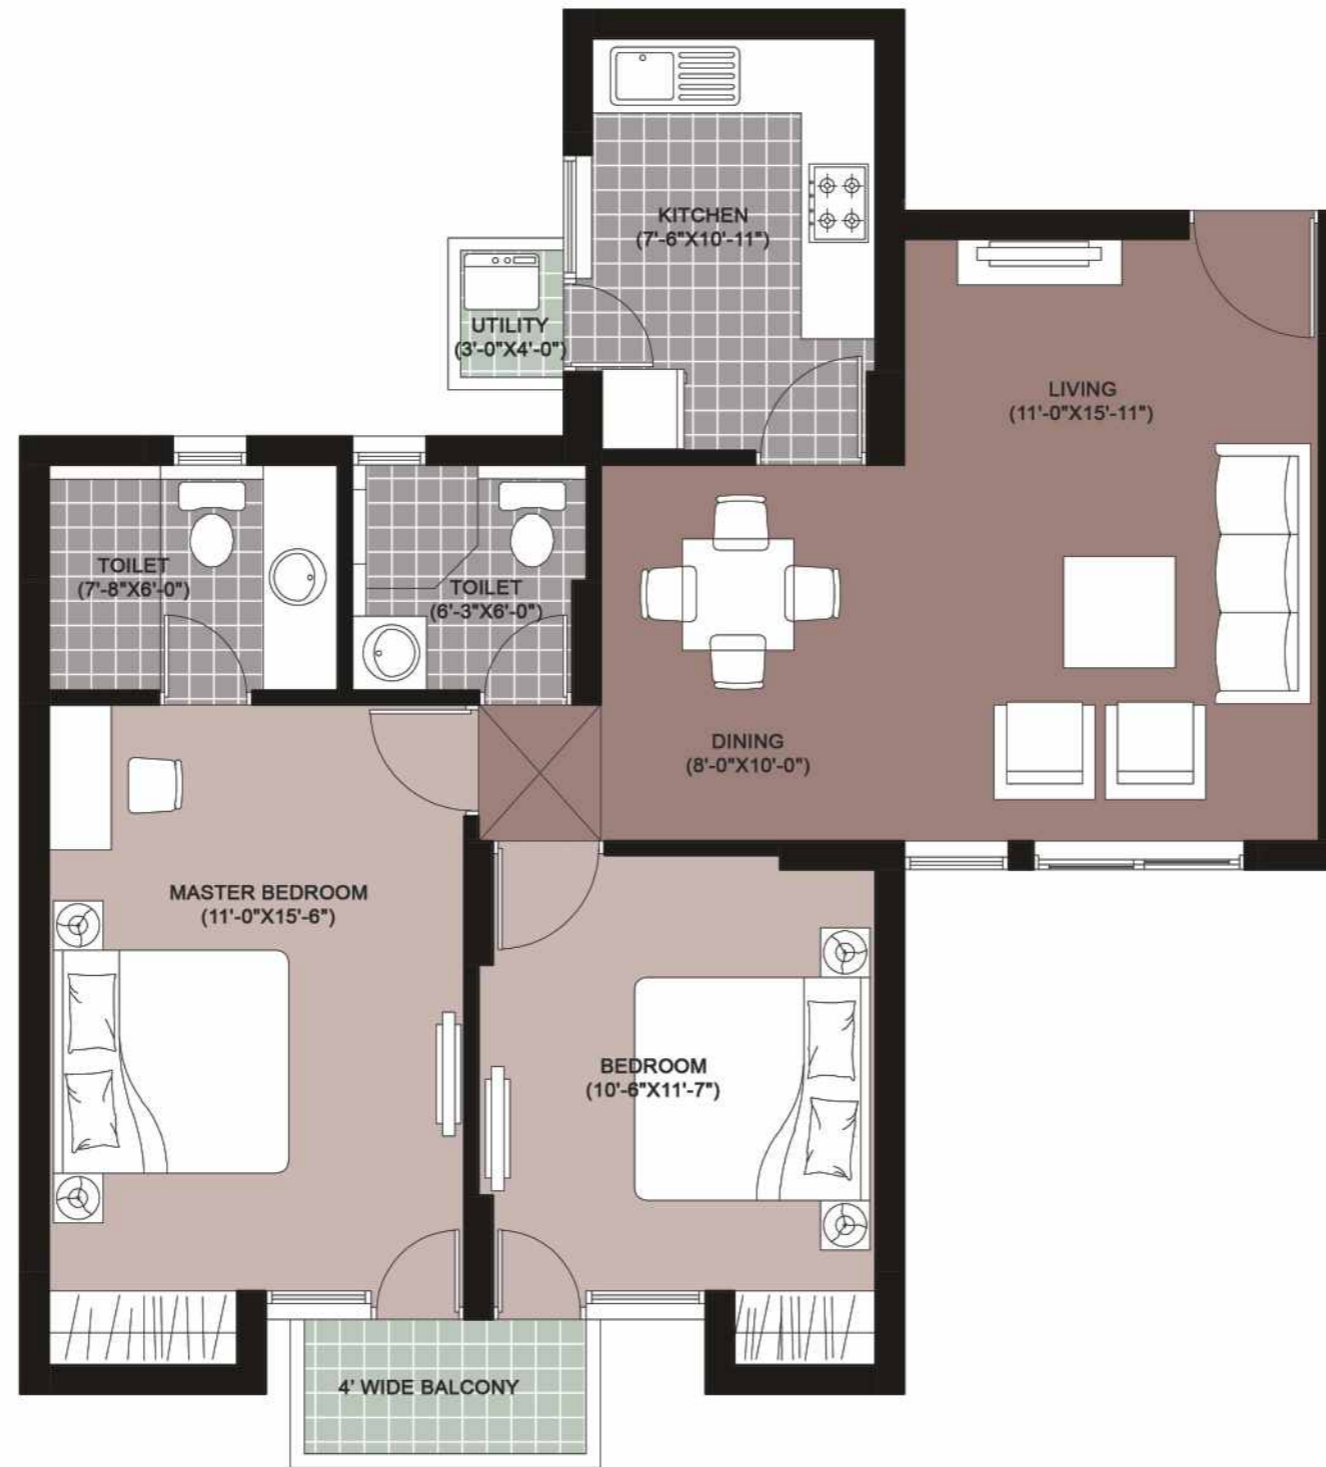 KITCHEN
(7'-6"X10'-11")
UTILITY
(3'-0"X4'-0")
LIVING
(11'-0"X15'-11")
TOILET
(7'-8"X6'-0")
TOILET
(6'-3"X6'-0")
DINING
(8'-0"X10'-0")
MASTER BEDROOM
(11'-0"X15'-6")
BEDROOM
(10'-6"X11'-7")
4' WIDE BALCONY